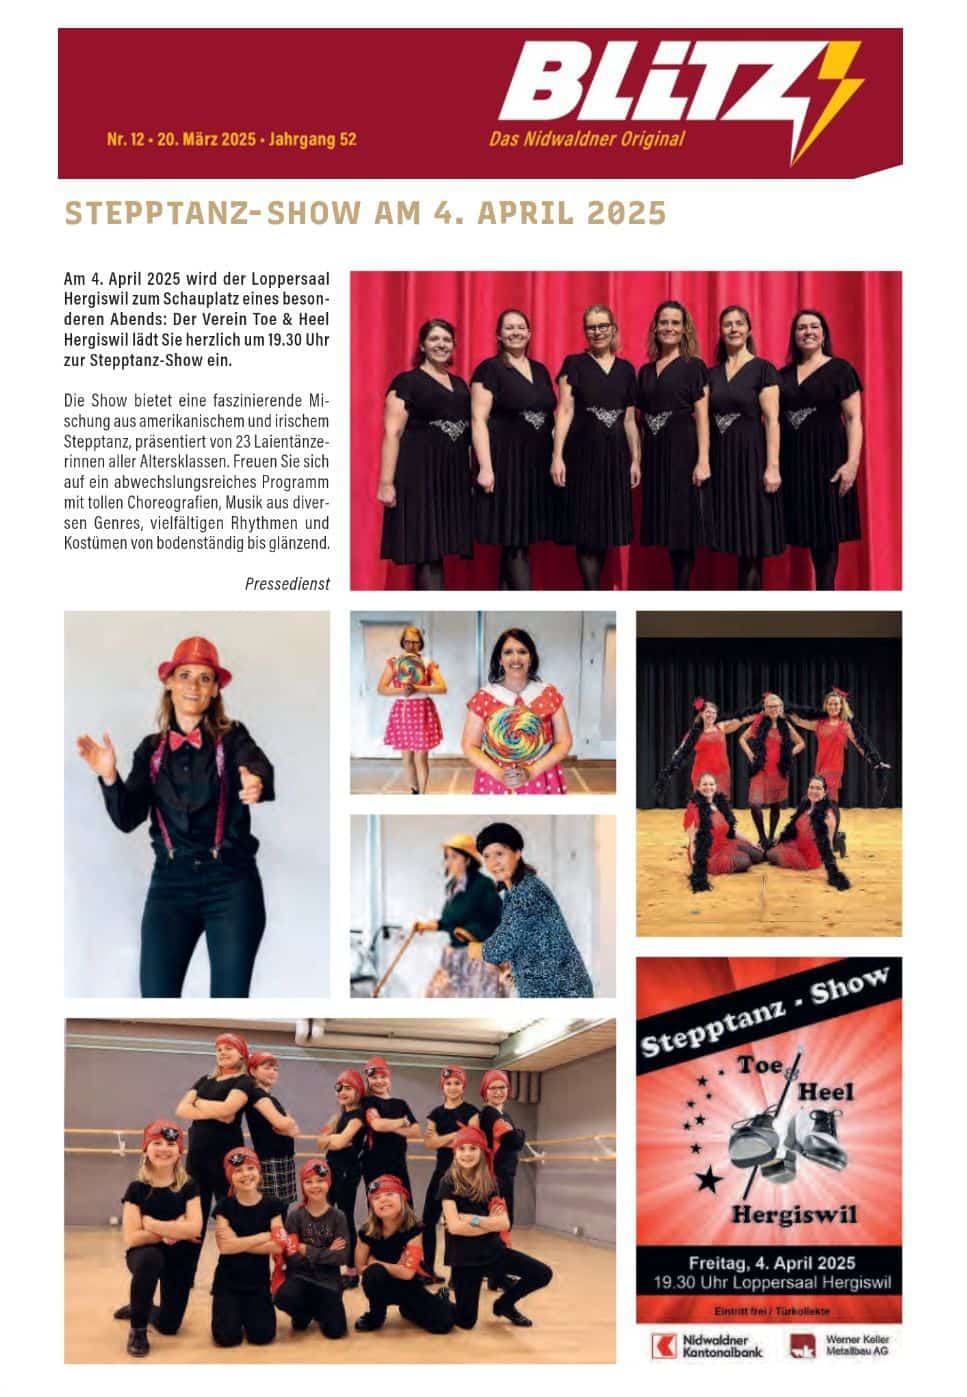 BLiTZ
Das Nidwaldner Original
Nr. 12 • 20. März 2025 • Jahrgang 52
STEPPTANZ-SHOW AM 4. APRIL 2025
Am 4. April 2025 wird der Loppersaal
Hergiswil zum Schauplatz eines beson-
deren Abends: Der Verein Toe & Heel
Hergiswil lädt Sie herzlich um 19.30 Uhr
zur Stepptanz-Show ein.
Die Show bietet eine faszinierende Mi-
schung aus amerikanischem und irischem
Stepptanz, präsentiert von 23 Laientänze-
rinnen aller Altersklassen. Freuen Sie sich
auf ein abwechslungsreiches Programm
mit tollen Choreografien, Musik aus diver-
sen Genres, vielfältigen Rhythmen und
Kostümen von bodenständig bis glänzend.
Pressedienst
Stepptanz - Show
Toe &
Heel
Hergiswil
Freitag, 4. April 2025
19.30 Uhr Loppersaal Hergiswil
Eintritt frei / Türkollekte
Nidwaldner
Kantonalbank
wk
Werner Keller
Metallbau AG